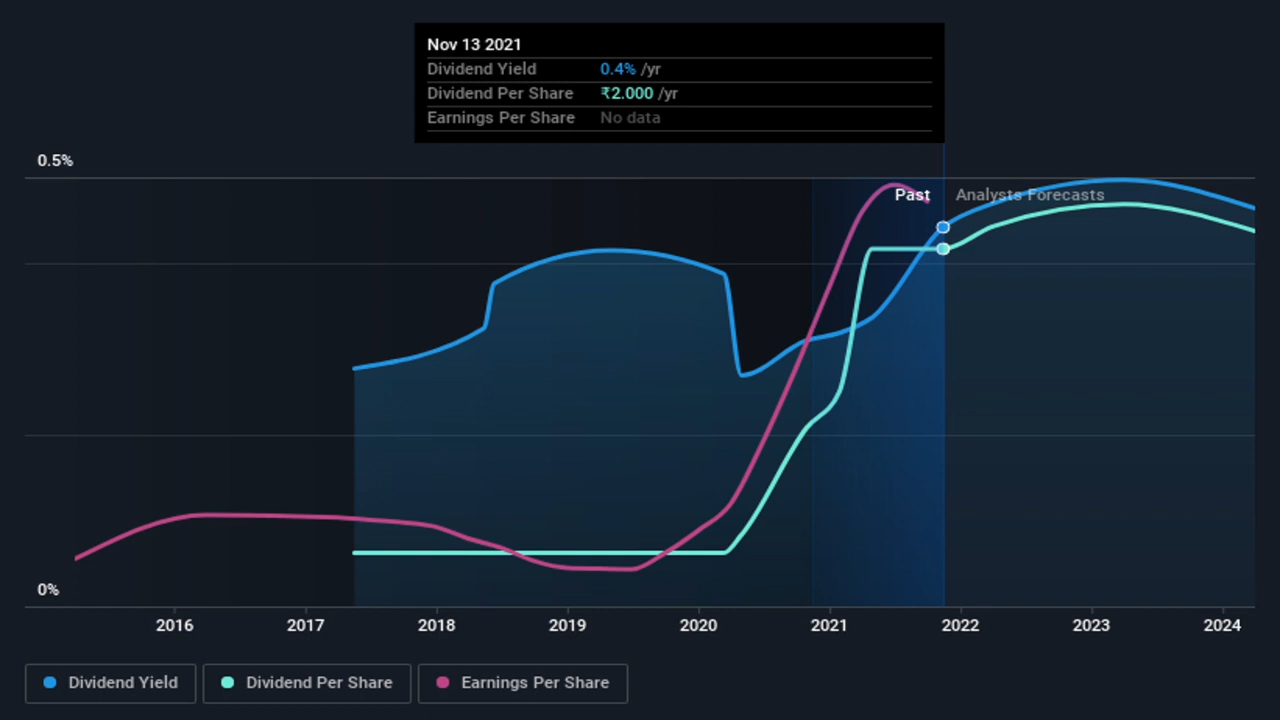 Nov 13 2021
Dividend Yield 0.4% /yr
Dividend Per Share ₹2.000 /yr
Earnings Per Share No data
0.5%
Past Analysts Forecasts
0%
2016 2017 2018 2019 2020 2021 2022 2023 2024
Dividend Yield Dividend Per Share Earnings Per Share